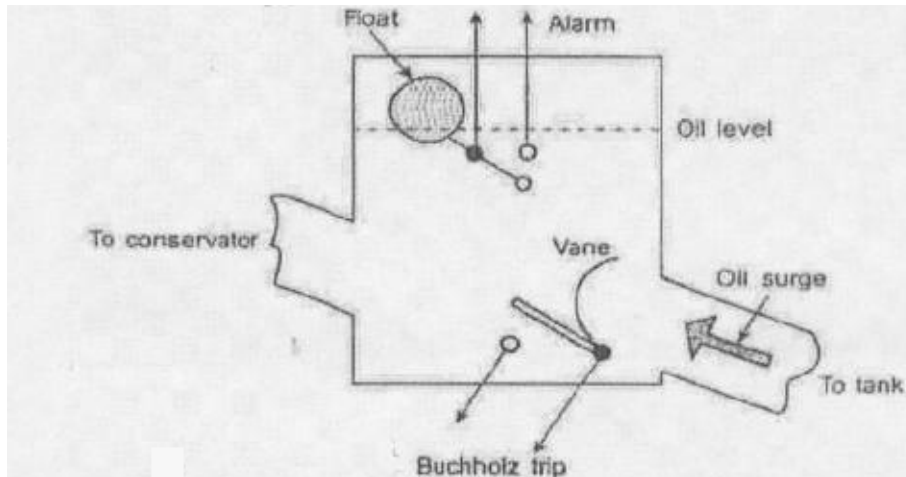 Float
Alarm
Oil level
To conservator
Vane
Oil surge
To tank
Buchholz trip